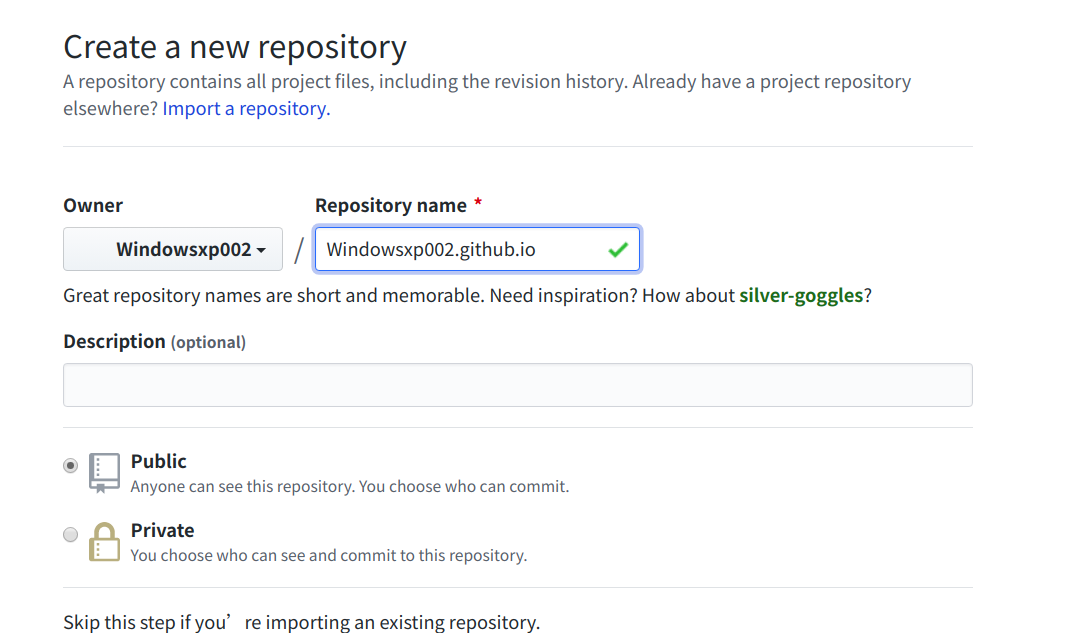 Create a new repository
A repository contains all project files, including the revision history. Already have a project repository
elsewhere? Import a repository.
Owner
Repository name *
Windowsxp002 / Windowsxp002.github.io
Great repository names are short and memorable. Need inspiration? How about silver-goggles?
Description (optional)
Public
Anyone can see this repository. You choose who can commit.
Private
You choose who can see and commit to this repository.
Skip this step if you’re importing an existing repository.